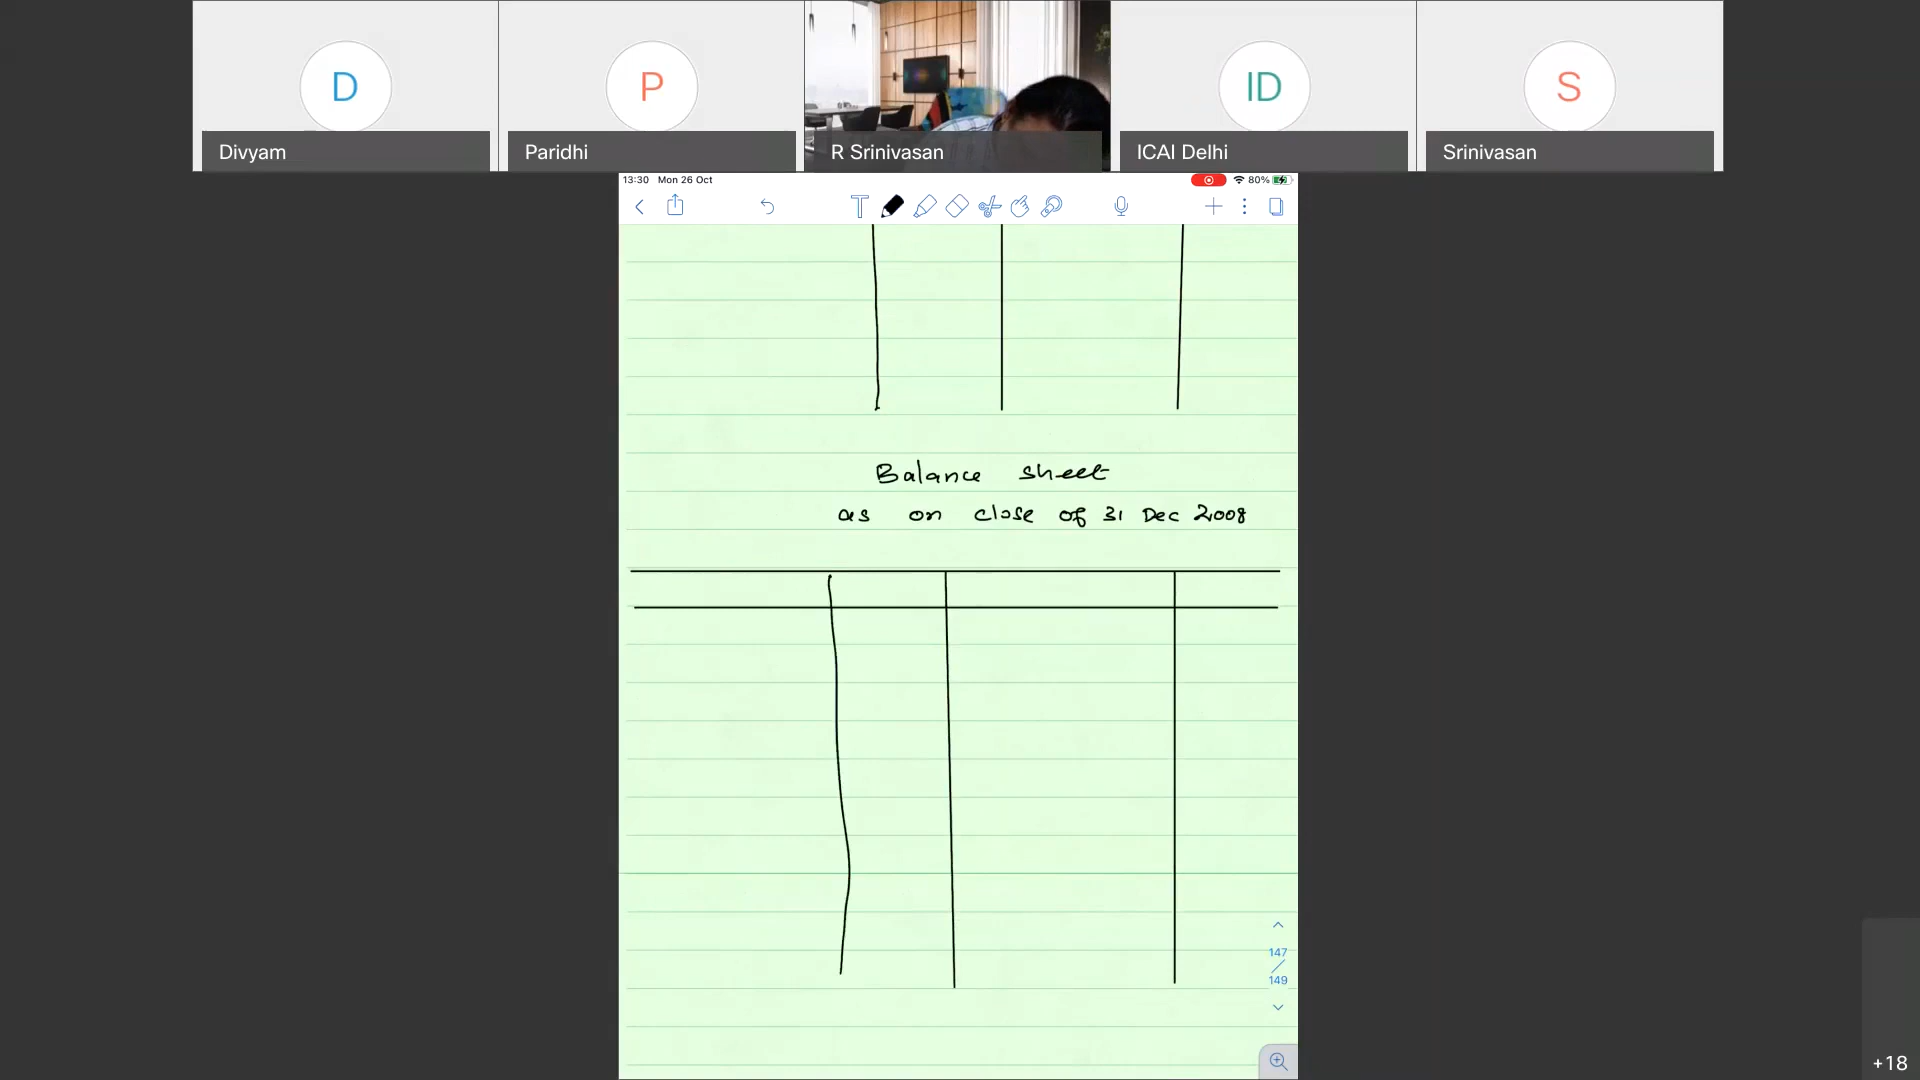 D
P
ID
S
Divyam
Paridhi
R Srinivasan
ICAI Delhi
Srinivasan
13:30 Mon 26 Oct
80%
T
Balance sheet
as on close of 31 Dec 2008
147
149
+18